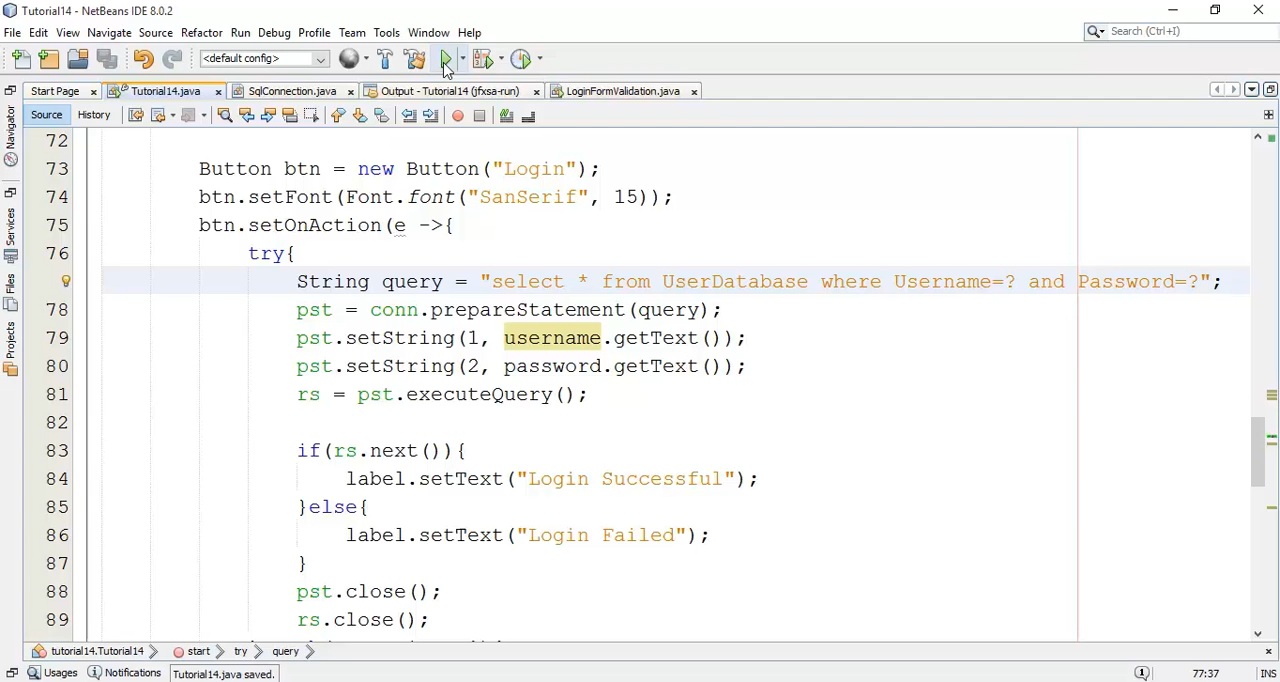 Tutorial14 - NetBeans IDE 8.0.2
File Edit View Navigate Source Refactor Run Debug Profile Team Tools Window Help
Search (Ctrl+I)
<default config>
Start Page Tutorial14.java SqlConnection.java Output - Tutorial14 (jfxsa-run) LoginFormValidation.java
Source History
Navigator
Services
Files
Projects
72
73 Button btn = new Button("Login");
74 btn.setFont(Font.font("SanSerif", 15));
75 btn.setOnAction(e ->{
76 try{
String query = "select * from UserDatabase where Username=? and Password=?";
78 pst = conn.prepareStatement(query);
79 pst.setString(1, username.getText());
80 pst.setString(2, password.getText());
81 rs = pst.executeQuery();
82
83 if(rs.next()){
84 label.setText("Login Successful");
85 }else{
86 label.setText("Login Failed");
87 }
88 pst.close();
89 rs.close();
tutorial14.Tutorial14 start try query
Usages Notifications Tutorial14.java saved. 1 77:37 INS